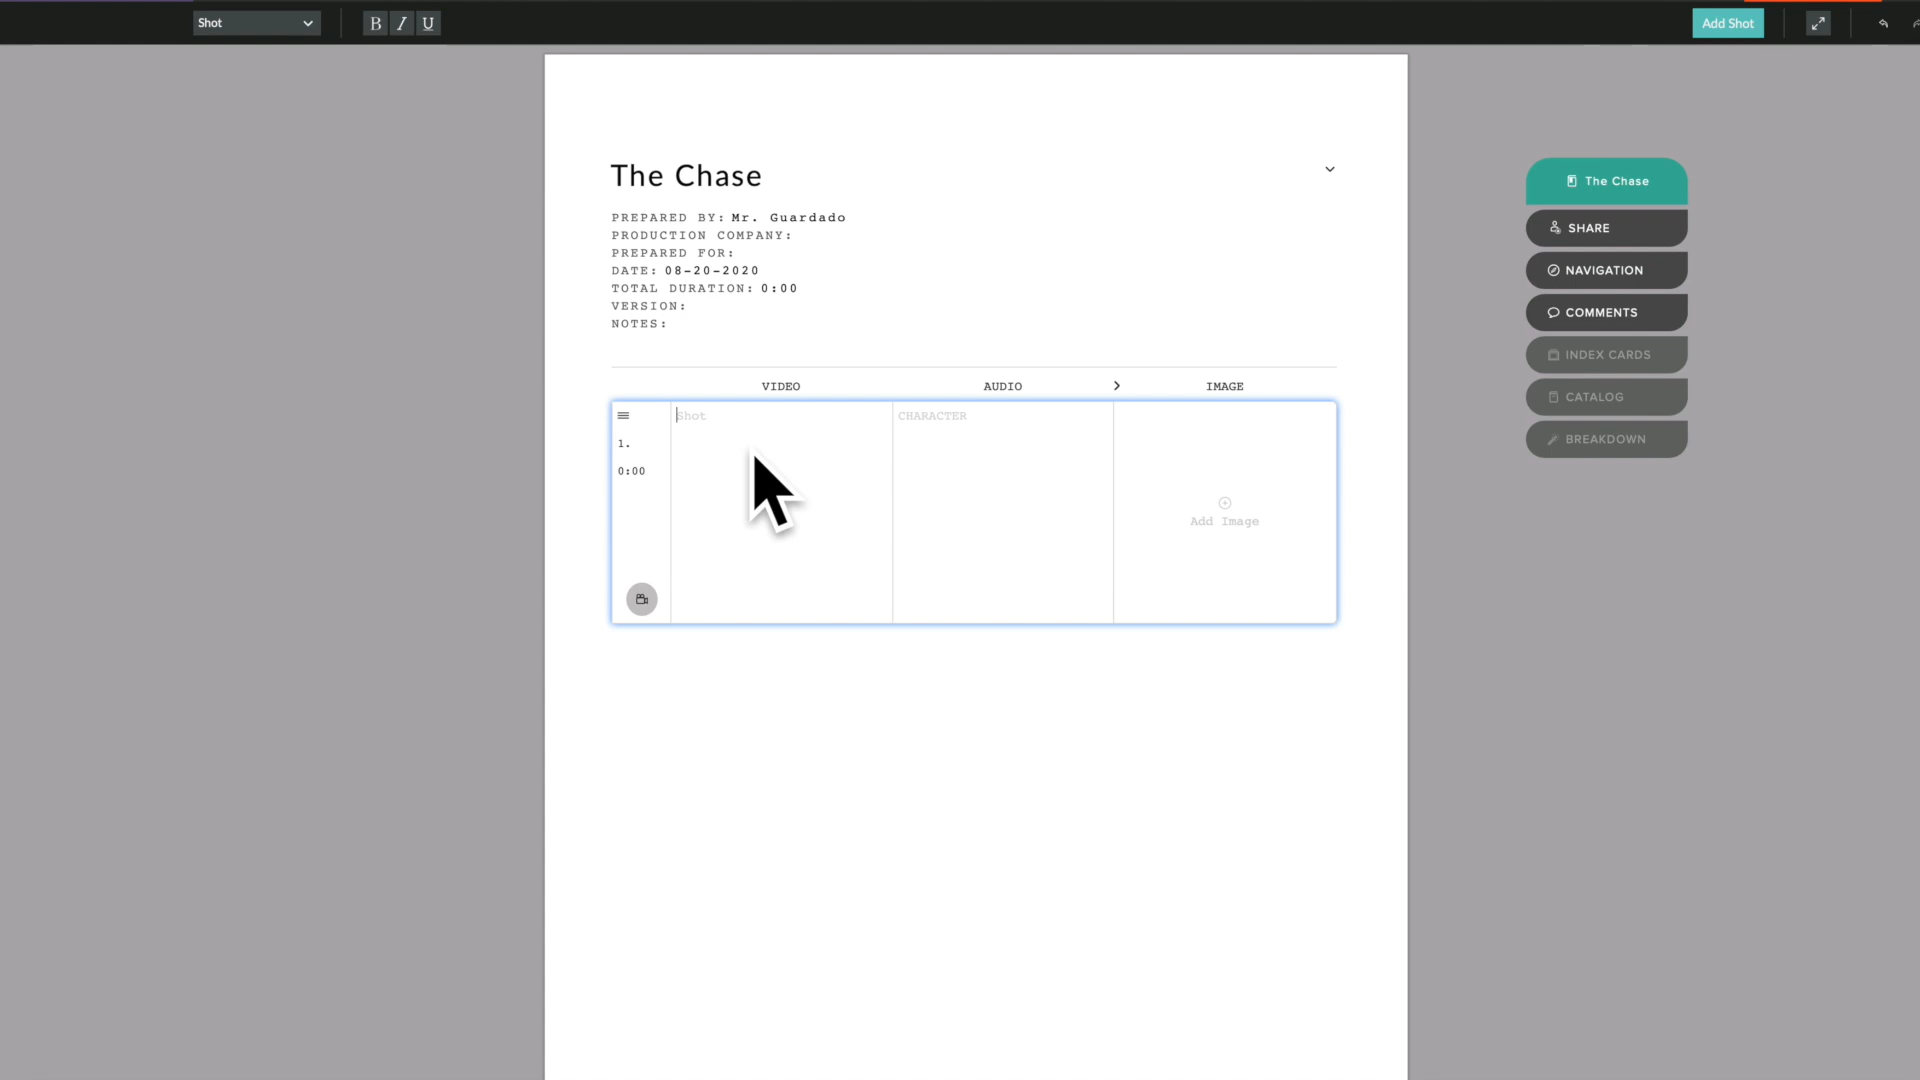 Shot
B I U
Add Shot
The Chase
PREPARED BY: Mr. Guardado
PRODUCTION COMPANY:
PREPARED FOR:
DATE: 08-20-2020
TOTAL DURATION: 0:00
VERSION:
NOTES:
VIDEO AUDIO IMAGE
Shot CHARACTER
1.
0:00
Add Image
The Chase
SHARE
NAVIGATION
COMMENTS
INDEX CARDS
CATALOG
BREAKDOWN